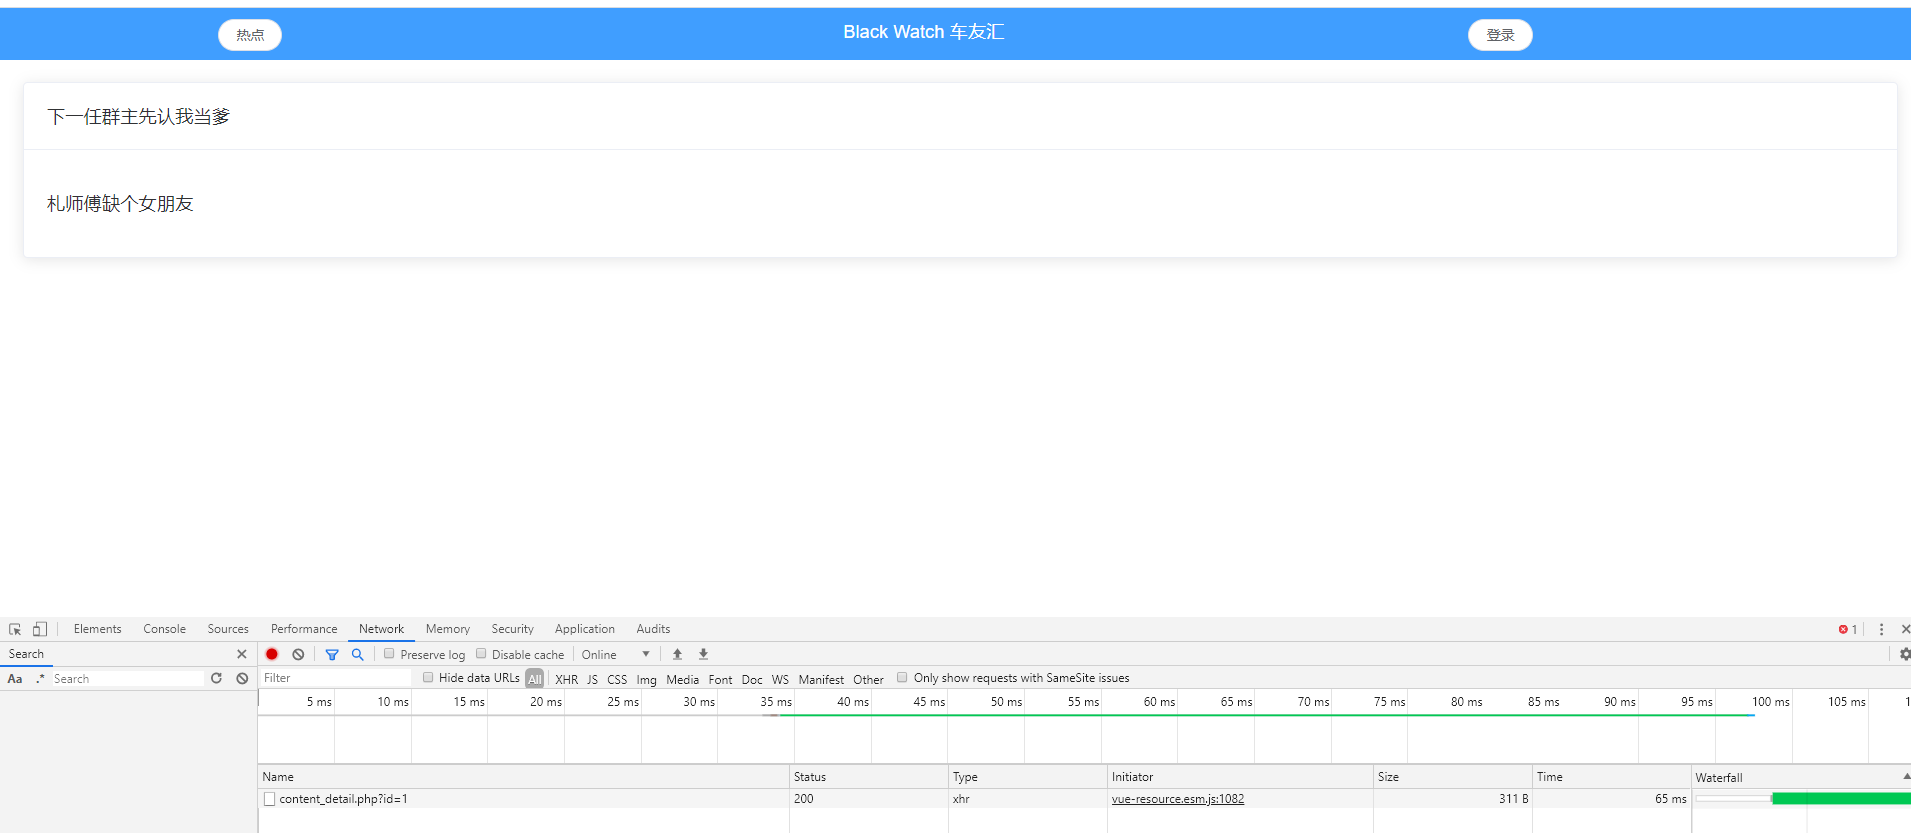 热点 Black Watch 车友汇 登录
下一任群主先认我当爹
札师傅缺个女朋友
Elements Console Sources Performance Network Memory Security Application Audits 1
Search Preserve log Disable cache Online
Aa .* Search Filter Hide data URLs All XHR JS CSS Img Media Font Doc WS Manifest Other Only show requests with SameSite issues
5 ms 10 ms 15 ms 20 ms 25 ms 30 ms 35 ms 40 ms 45 ms 50 ms 55 ms 60 ms 65 ms 70 ms 75 ms 80 ms 85 ms 90 ms 95 ms 100 ms 105 ms 1
Name Status Type Initiator Size Time Waterfall
content_detail.php?id=1 200 xhr vue-resource.esm.js:1082 311 B 65 ms